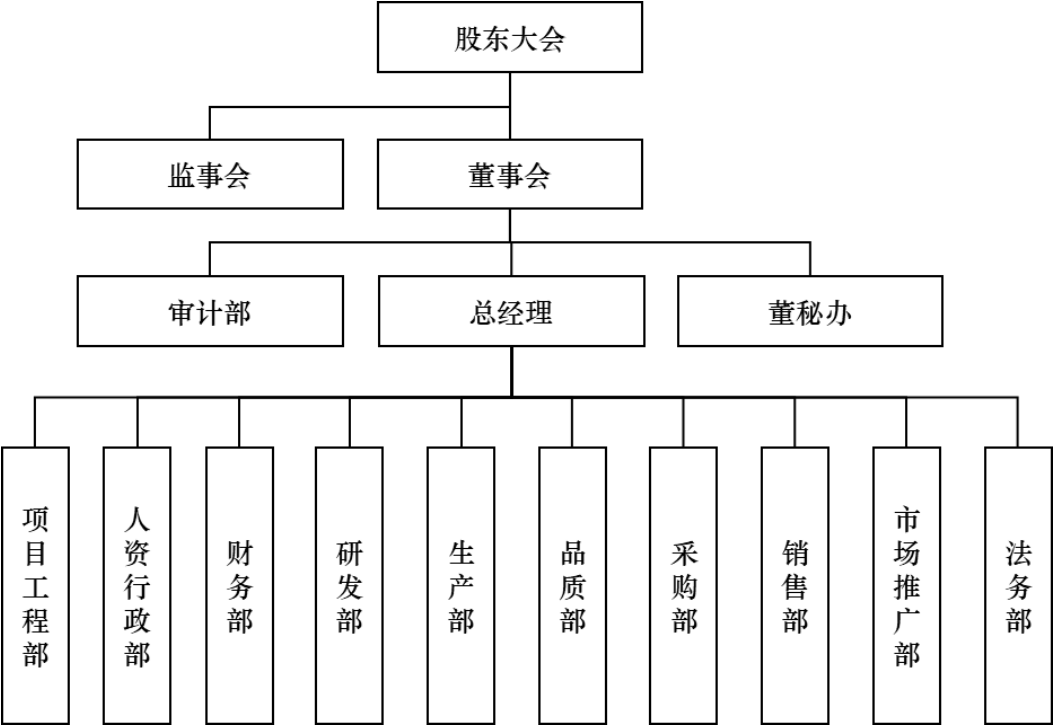 股东大会
监事会
董事会
审计部
总经理
董秘办
项目工程部
人资行政部
财务部
研发部
生产部
品质部
采购部
销售部
市场推广部
法务部